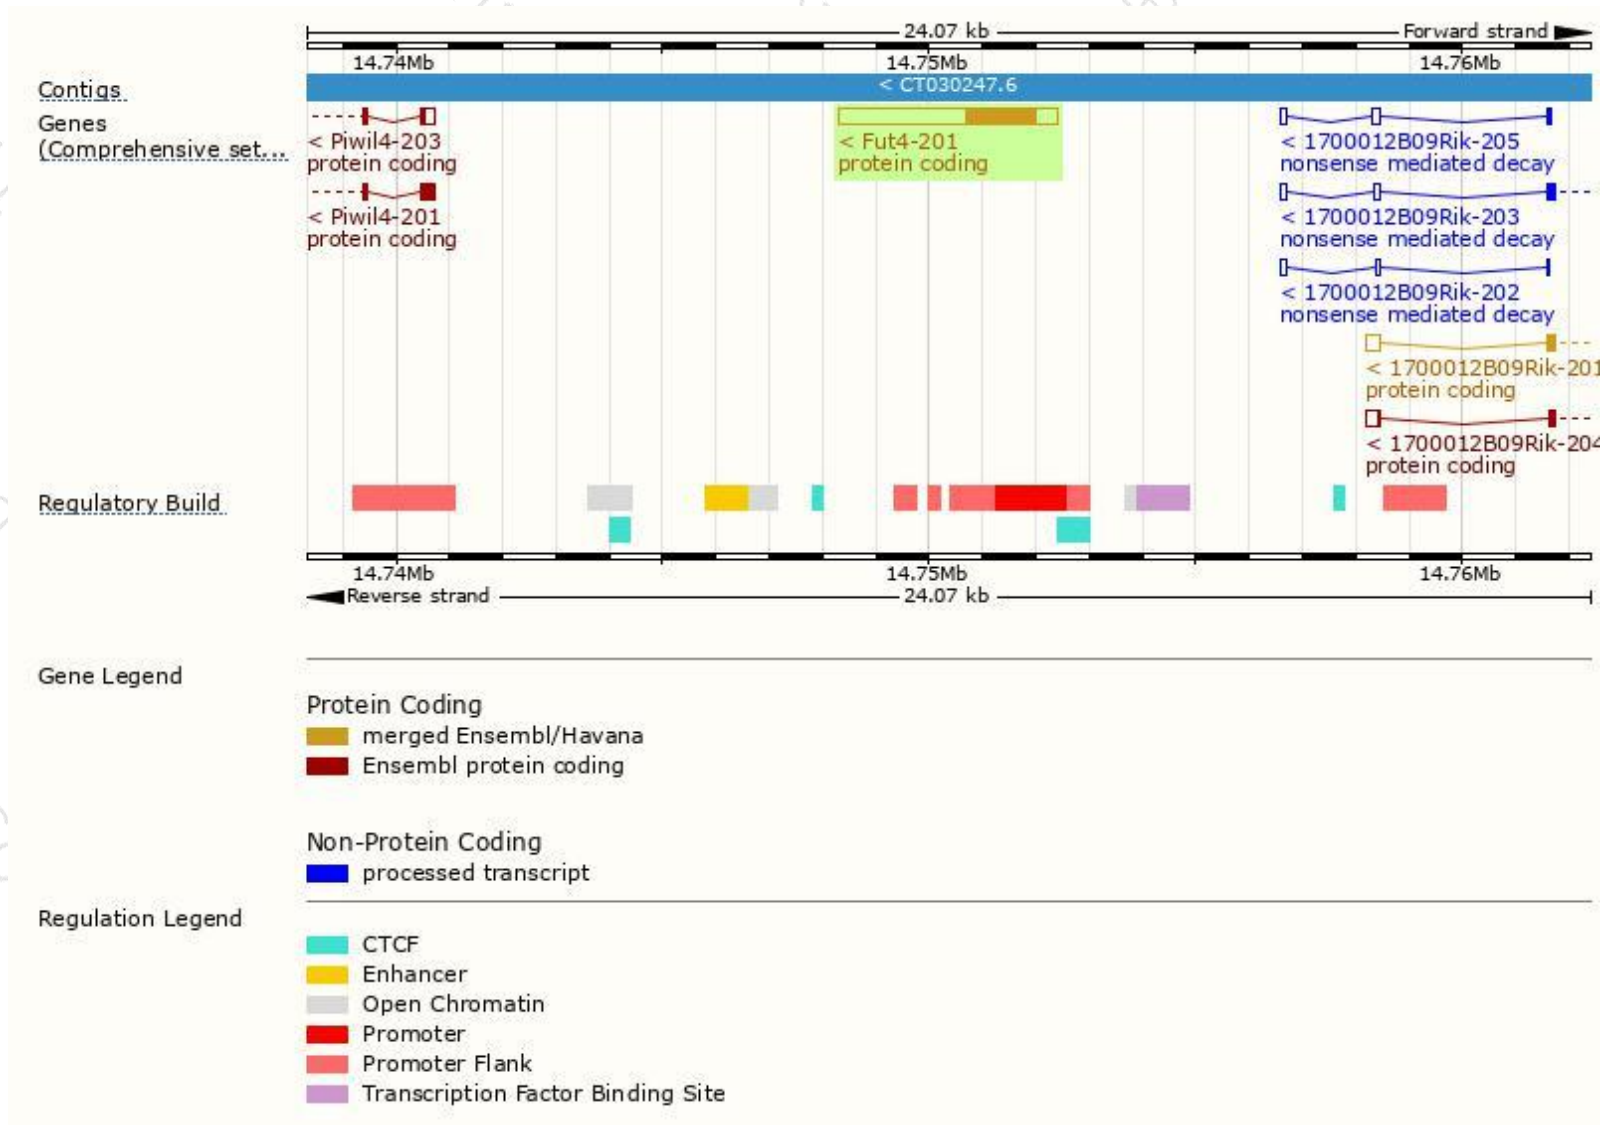 24.07 kb
Forward strand
14.74Mb 14.75Mb 14.76Mb
Contigs
< CT030247.6
Genes
(Comprehensive set...
< Piwil4-203
protein coding
< Fut4-201
protein coding
< 1700012B09Rik-205
nonsense mediated decay
< Piwil4-201
protein coding
< 1700012B09Rik-203
nonsense mediated decay
< 1700012B09Rik-202
nonsense mediated decay
< 1700012B09Rik-201
protein coding
< 1700012B09Rik-204
protein coding
Regulatory Build
14.74Mb 14.75Mb 14.76Mb
Reverse strand
24.07 kb
Gene Legend
Protein Coding
merged Ensembl/Havana
Ensembl protein coding
Non-Protein Coding
processed transcript
Regulation Legend
CTCF
Enhancer
Open Chromatin
Promoter
Promoter Flank
Transcription Factor Binding Site